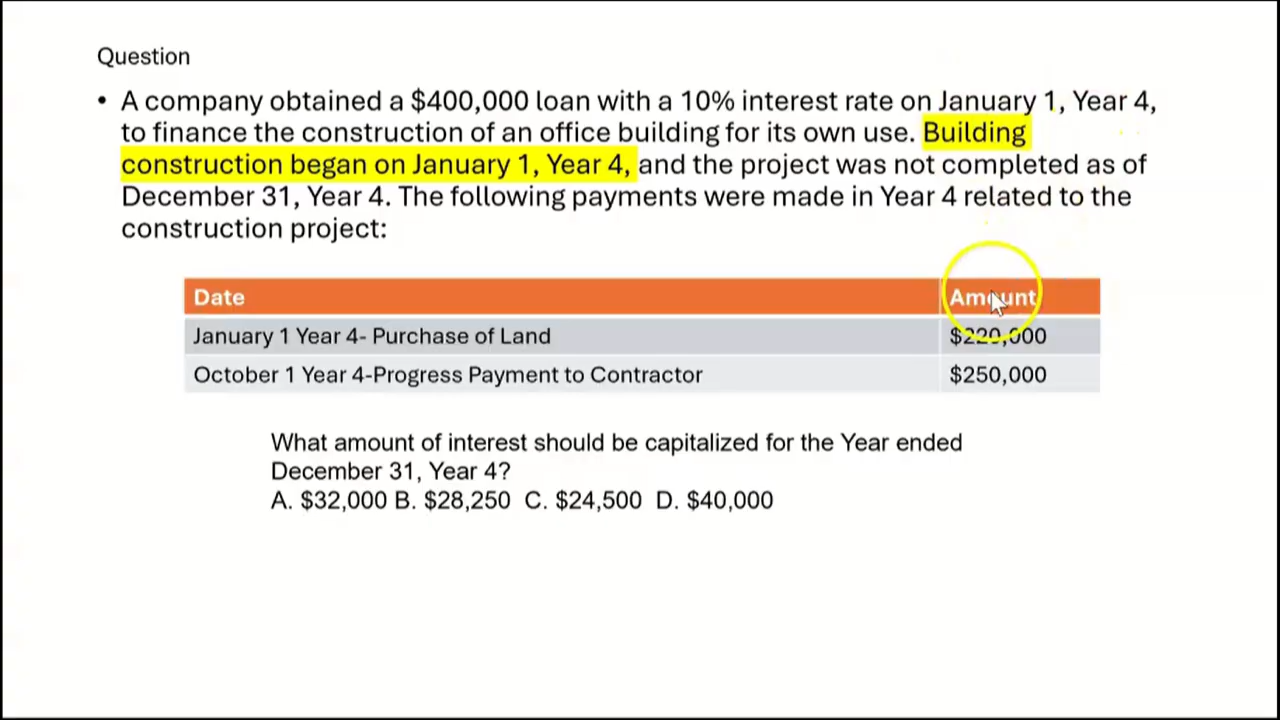 Question
• A company obtained a $400,000 loan with a 10% interest rate on January 1, Year 4,
to finance the construction of an office building for its own use. Building
construction began on January 1, Year 4, and the project was not completed as of
December 31, Year 4. The following payments were made in Year 4 related to the
construction project:
Date Amount
January 1 Year 4- Purchase of Land $220,000
October 1 Year 4-Progress Payment to Contractor $250,000
What amount of interest should be capitalized for the Year ended
December 31, Year 4?
A. $32,000 B. $28,250 C. $24,500 D. $40,000